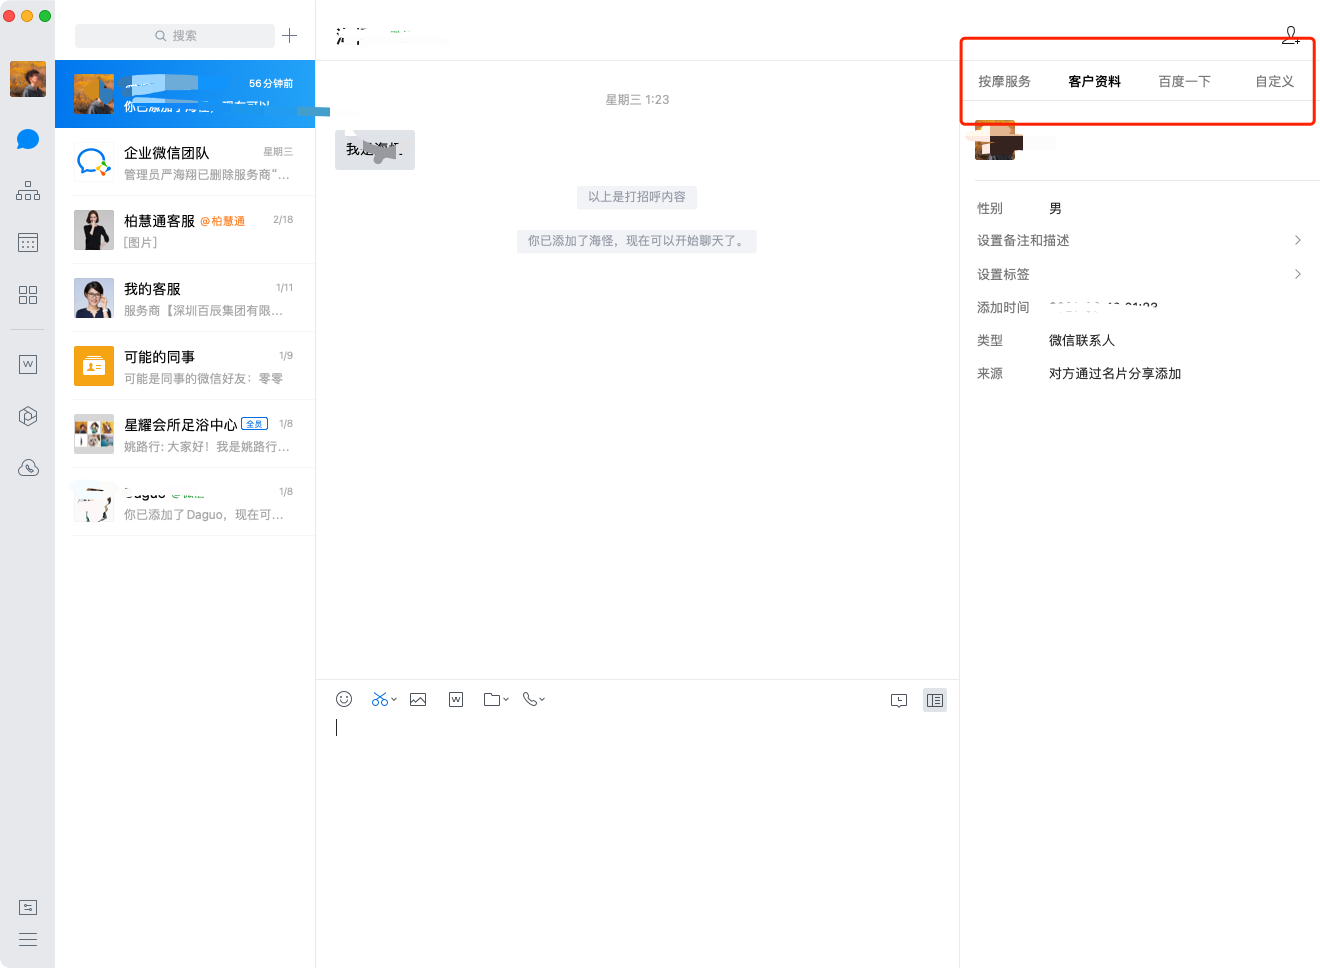 搜索
56分钟前
企业微信团队 星期三
管理员严海翔已删除服务商“...
柏慧通客服 @柏慧通 2/18
[图片]
我的客服 1/11
服务商【深圳百辰集团有限...
可能的同事 1/9
可能是同事的微信好友：零零
星耀会所足浴中心 全员 1/8
姚路行: 大家好！我是姚路行...
1/8
你已添加了Daguo，现在可...
星期三 1:23
我是
以上是打招呼内容
你已添加了海怪，现在可以开始聊天了。
按摩服务 客户资料 百度一下 自定义
性别 男
设置备注和描述
设置标签
添加时间
类型 微信联系人
来源 对方通过名片分享添加